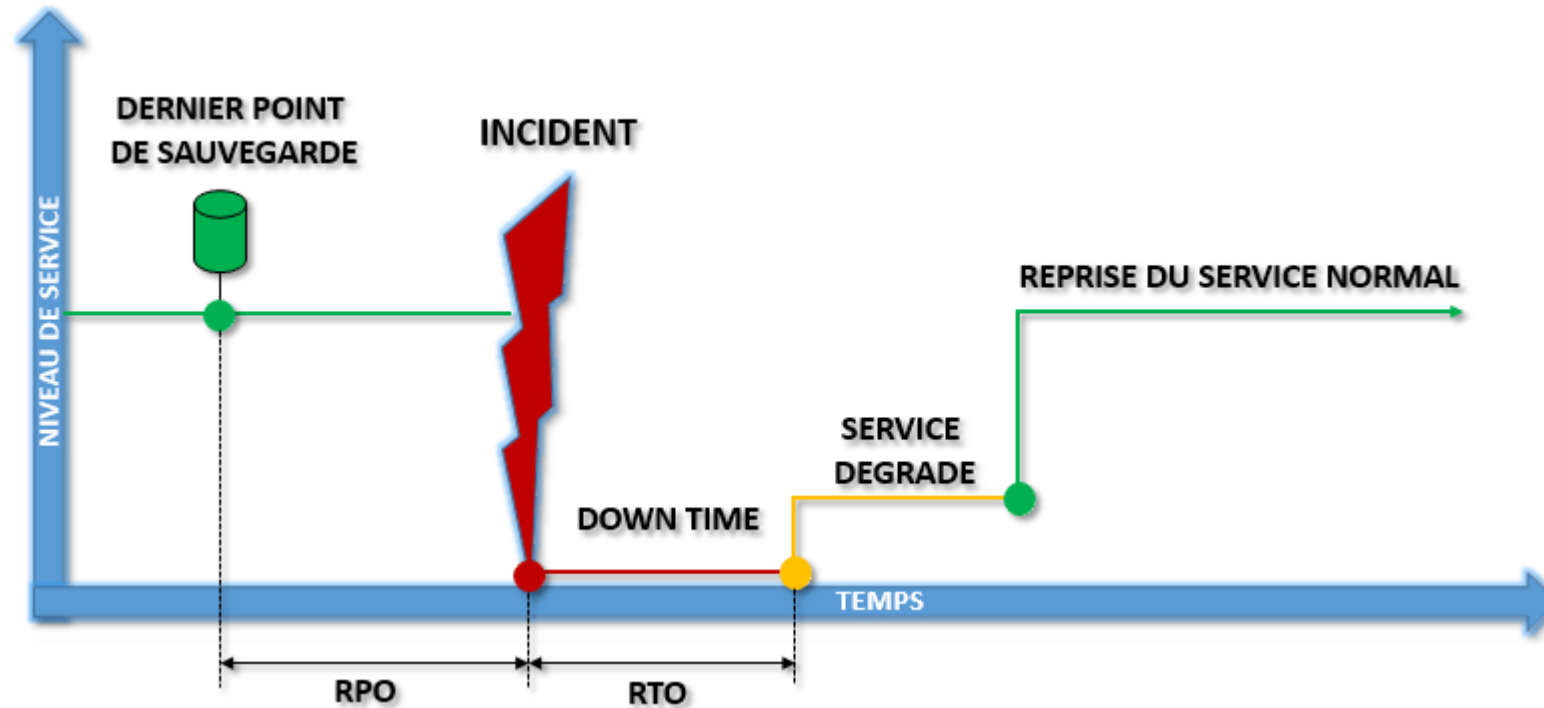 DERNIER POINT
DE SAUVEGARDE
INCIDENT
NIVEAU DE SERVICE
REPRISE DU SERVICE NORMAL
SERVICE
DEGRADE
DOWN TIME
TEMPS
RPO
RTO